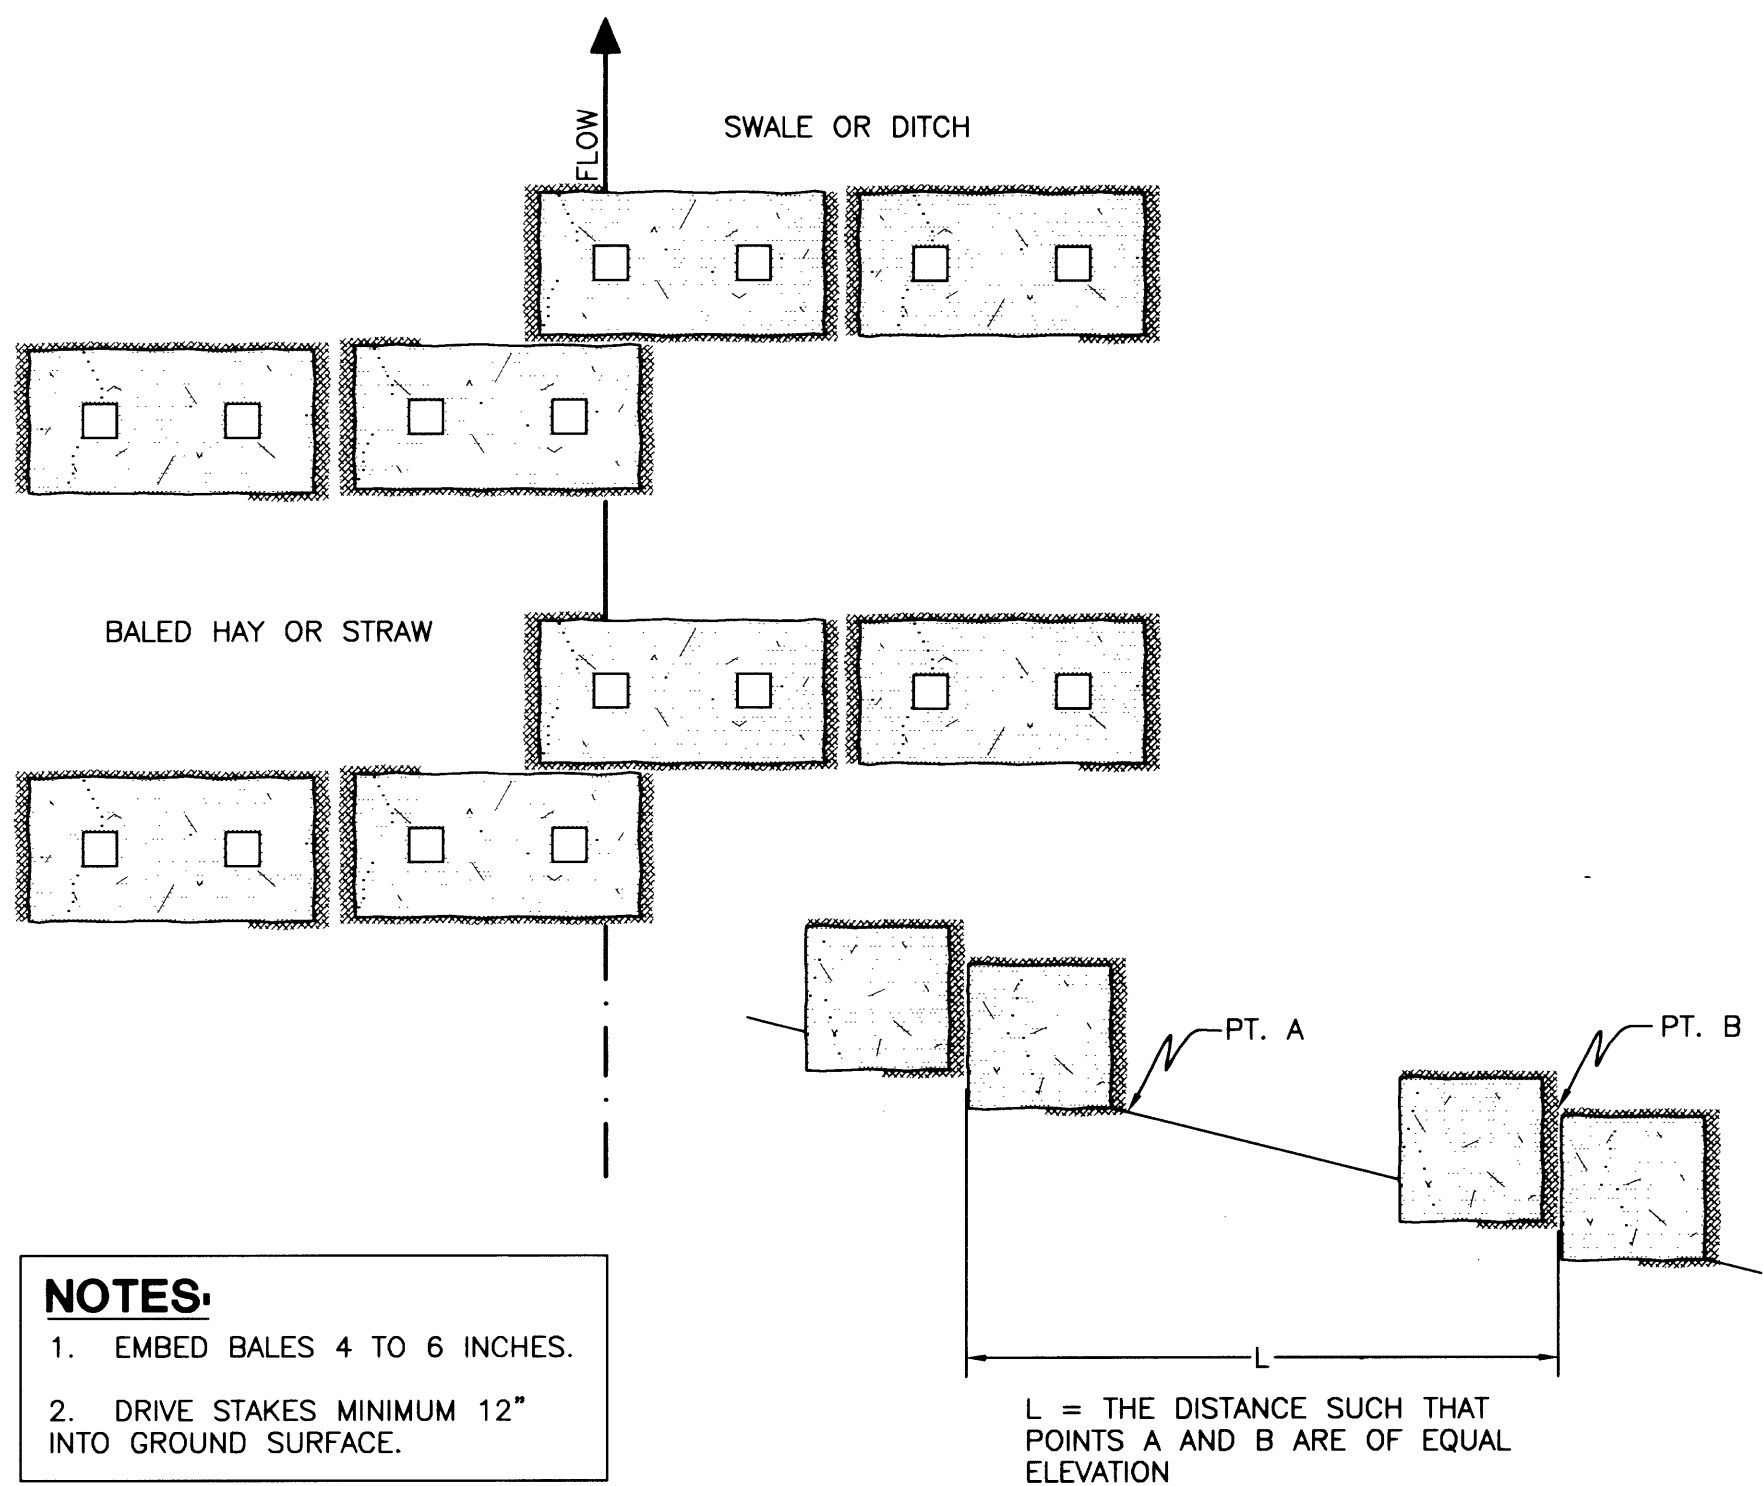 FLOW
SWALE OR DITCH
BALED HAY OR STRAW
PT. A
PT. B
NOTES:
1. EMBED BALES 4 TO 6 INCHES.
2. DRIVE STAKES MINIMUM 12"
INTO GROUND SURFACE.
L
L = THE DISTANCE SUCH THAT
POINTS A AND B ARE OF EQUAL
ELEVATION